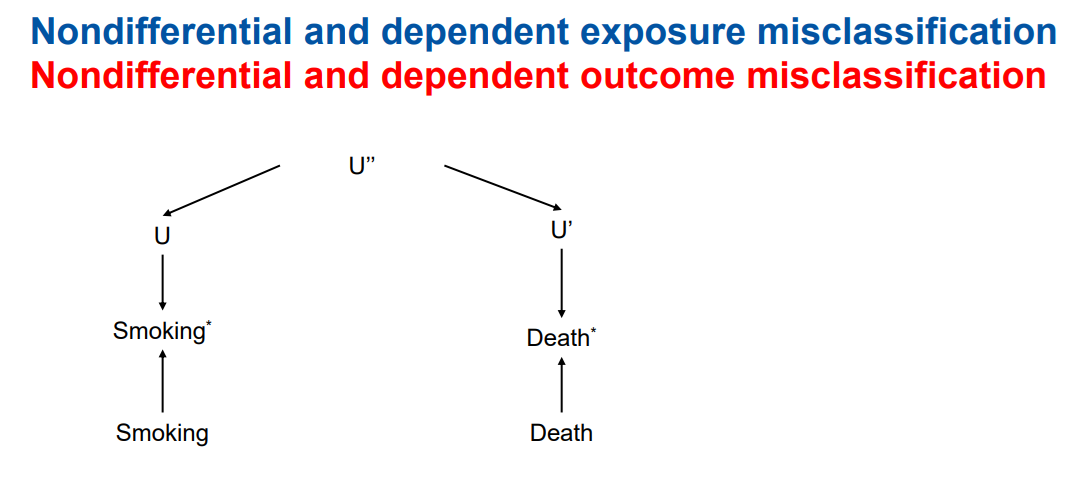 Nondifferential and dependent exposure misclassification
Nondifferential and dependent outcome misclassification
U”
U
U’
Smoking*
Death*
Smoking
Death